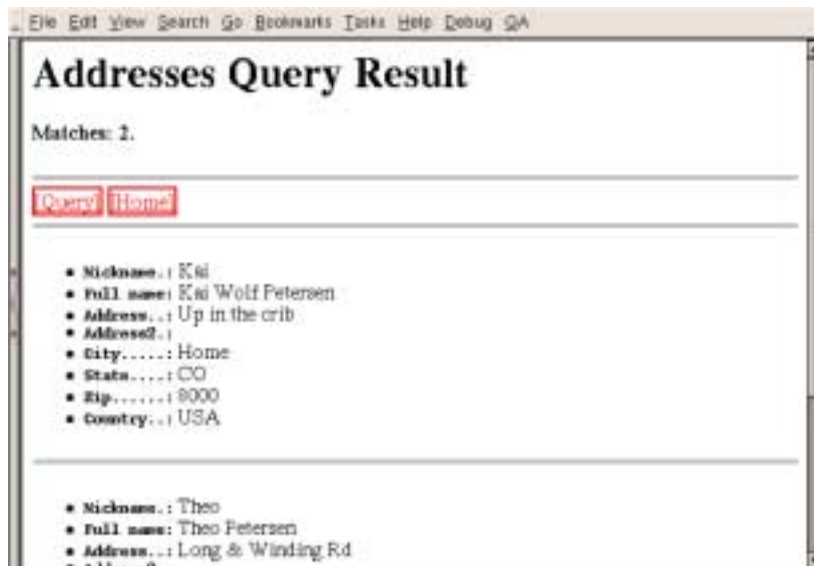 File Edit View Search Go Bookmarks Tasks Help Debug QA
Addresses Query Result
Matches: 2.
[Query] [Home]
• Nickname.: Kai
• Full name: Kai Wolf Petersen
• Address..: Up in the crib
• Address2.:
• City.....: Home
• State....: CO
• Zip......: 8000
• Country..: USA
• Nickname.: Theo
• Full name: Theo Petersen
• Address..: Long & Winding Rd